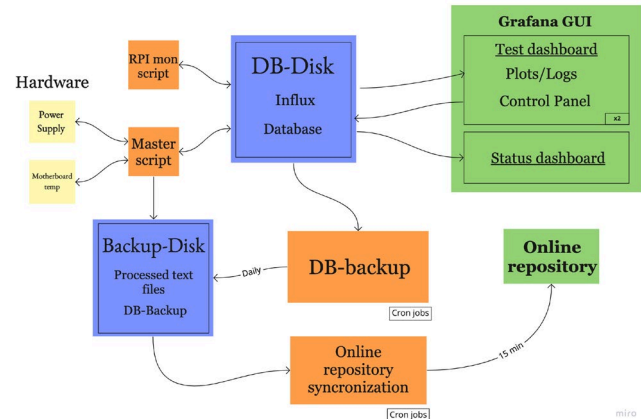 Grafana GUI
Test dashboard
Plots/Logs
Control Panel
x2
Status dashboard
RPI mon
script
DB-Disk
Influx
Database
Hardware
Power
Supply
Motherboard
temp
Master
script
Backup-Disk
Processed text
files
DB-Backup
Daily
DB-backup
Cron jobs
Online
repository
15 min
Online
repository
syncronization
Cron jobs
miro